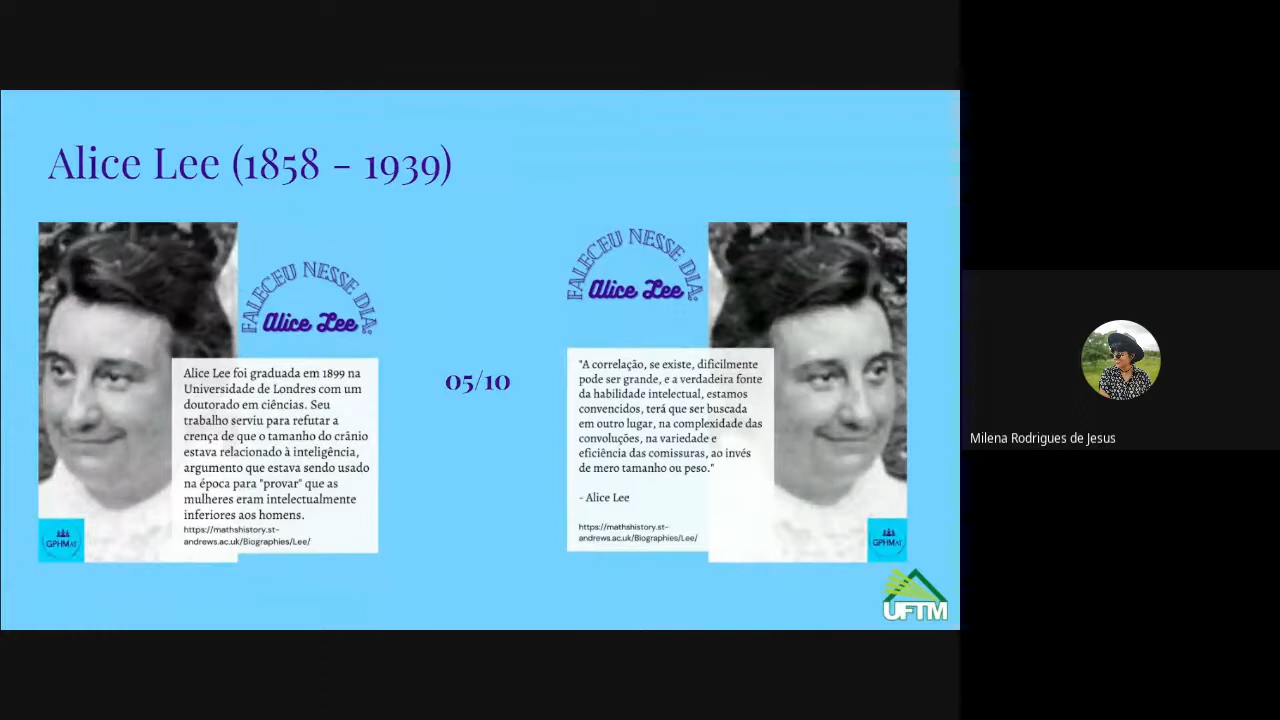 Alice Lee (1858 - 1939)
FALECEU NESSE DIA:
Alice Lee
Alice Lee foi graduada em 1899 na
Universidade de Londres com um
doutorado em ciências. Seu
trabalho serviu para refutar a
crença de que o tamanho do crânio
estava relacionado à inteligência,
argumento que estava sendo usado
na época para "provar" que as
mulheres eram intelectualmente
inferiores aos homens.
https://mathshistory.st-
andrews.ac.uk/Biographies/Lee/
GPHMat
05/10
FALECEU NESSE DIA:
Alice Lee
"A correlação, se existe, dificilmente
pode ser grande, e a verdadeira fonte
da habilidade intelectual, estamos
convencidos, terá que ser buscada
em outro lugar, na complexidade das
convoluções, na variedade e
eficiência das comissuras, ao invés
de mero tamanho ou peso."
- Alice Lee
https://mathshistory.st-
andrews.ac.uk/Biographies/Lee/
GPHMat
UFTM
Milena Rodrigues de Jesus